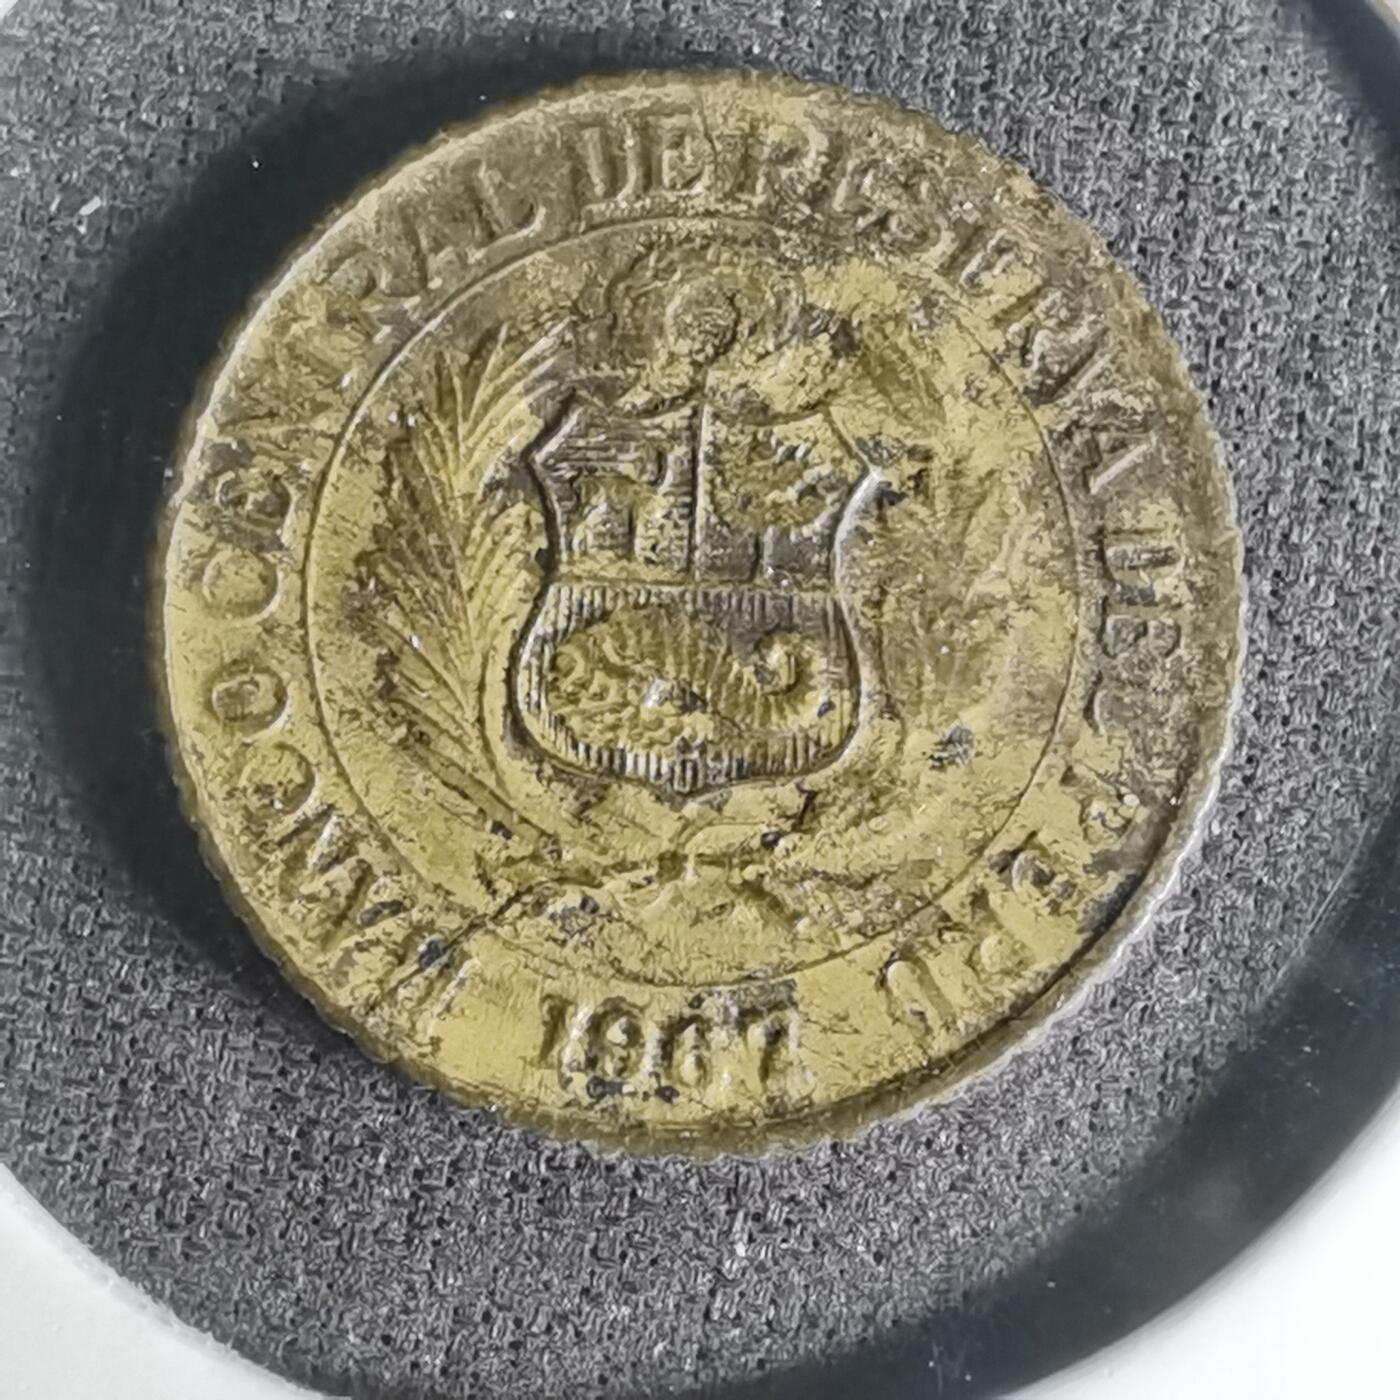 BANCO CENTRAL DE RESERVA DEL PERU
1967